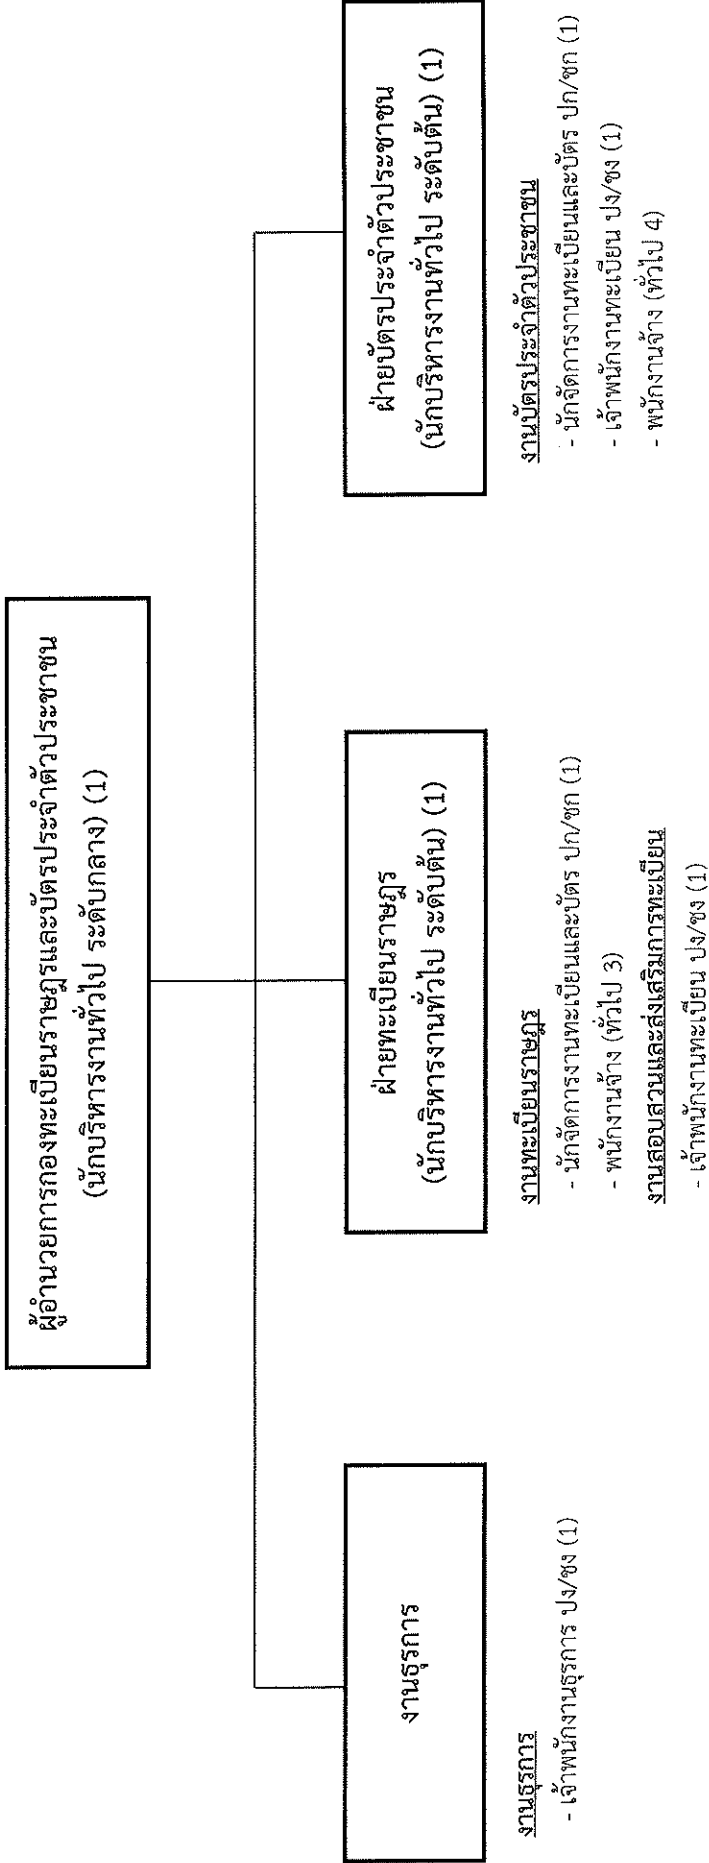 ผู้อำนวยการกองทะเบียนราษฎรและบัตรประจำตัวประชาชน
(นักบริหารงานทั่วไป ระดับกลาง) (1)
งานธุรการ
งานธุรการ
- เจ้าพนักงานธุรการ ปง/ชง (1)
ฝ่ายทะเบียนราษฎร
(นักบริหารงานทั่วไป ระดับต้น) (1)
งานทะเบียนราษฎร
- นักจัดการงานทะเบียนและบัตร ปก/ชก (1)
- พนักงานจ้าง (ทั่วไป 3)
งานสอบสวนและส่งเสริมการทะเบียน
- เจ้าพนักงานทะเบียน ปง/ชง (1)
ฝ่ายบัตรประจำตัวประชาชน
(นักบริหารงานทั่วไป ระดับต้น) (1)
งานบัตรประจำตัวประชาชน
- นักจัดการงานทะเบียนและบัตร ปก/ชก (1)
- เจ้าพนักงานทะเบียน ปง/ชง (1)
- พนักงานจ้าง (ทั่วไป 4)